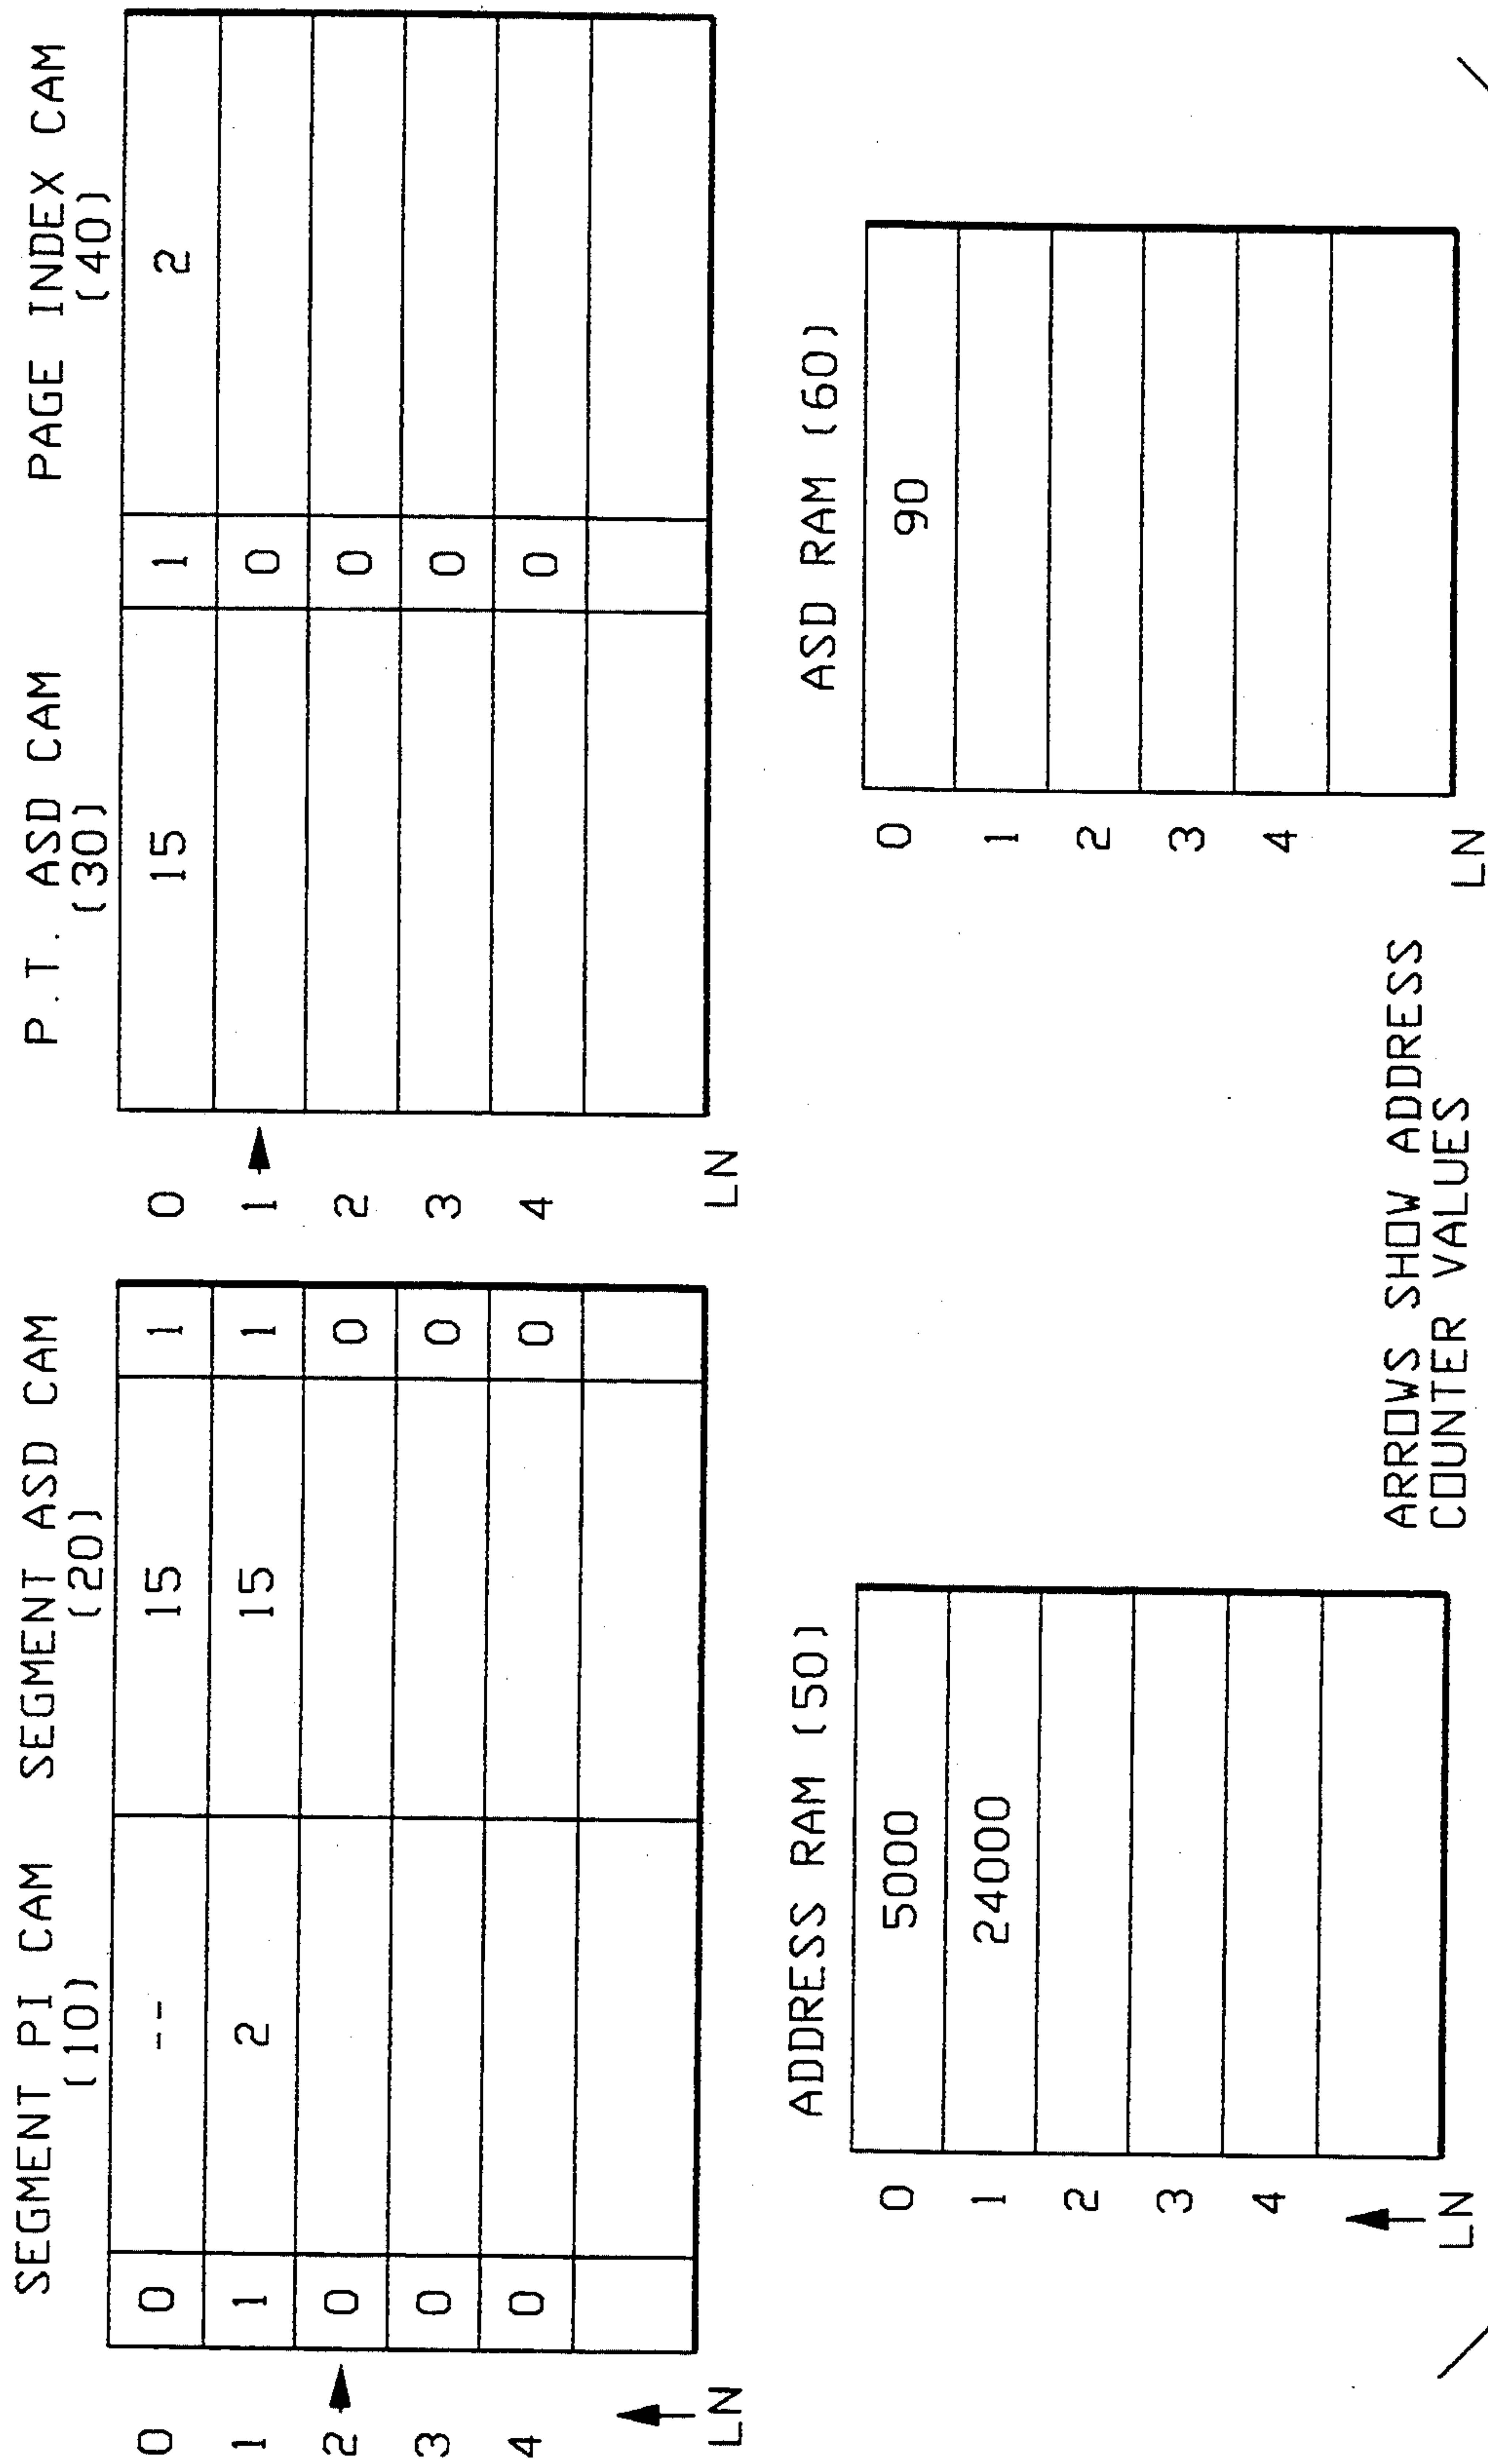 SEGMENT PI CAM SEGMENT ASD CAM
(10) (20)
0 0 -- 15 1
1 1 2 15 1
2 0 0
3 0 0
4 0 0
LN
P.T. ASD CAM PAGE INDEX CAM
(30) (40)
0 15 1 2
1 0
2 0
3 0
4 0
LN
ADDRESS RAM (50)
0 5000
1 24000
2
3
4
LN
ASD RAM (60)
0 90
1
2
3
4
LN
ARROWS SHOW ADDRESS
COUNTER VALUES